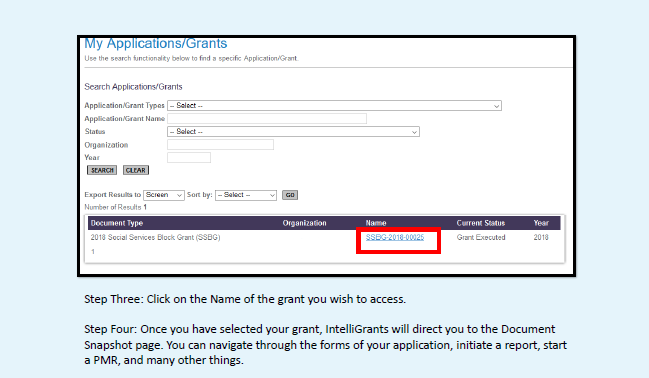 My Applications/Grants
Use the search functionality below to find a specific Application/Grant.
Search Applications/Grants
Application/Grant Types -- Select --
Application/Grant Name
Status -- Select --
Organization
Year
SEARCH CLEAR
Export Results to Screen Sort by: -- Select -- GO
Number of Results 1
Document Type Organization Name Current Status Year
2018 Social Services Block Grant (SSBG) SSBG-2018-00025 Grant Executed 2018
1
Step Three: Click on the Name of the grant you wish to access.
Step Four: Once you have selected your grant, IntelliGrants will direct you to the Document
Snapshot page. You can navigate through the forms of your application, initiate a report, start
a PMR, and many other things.